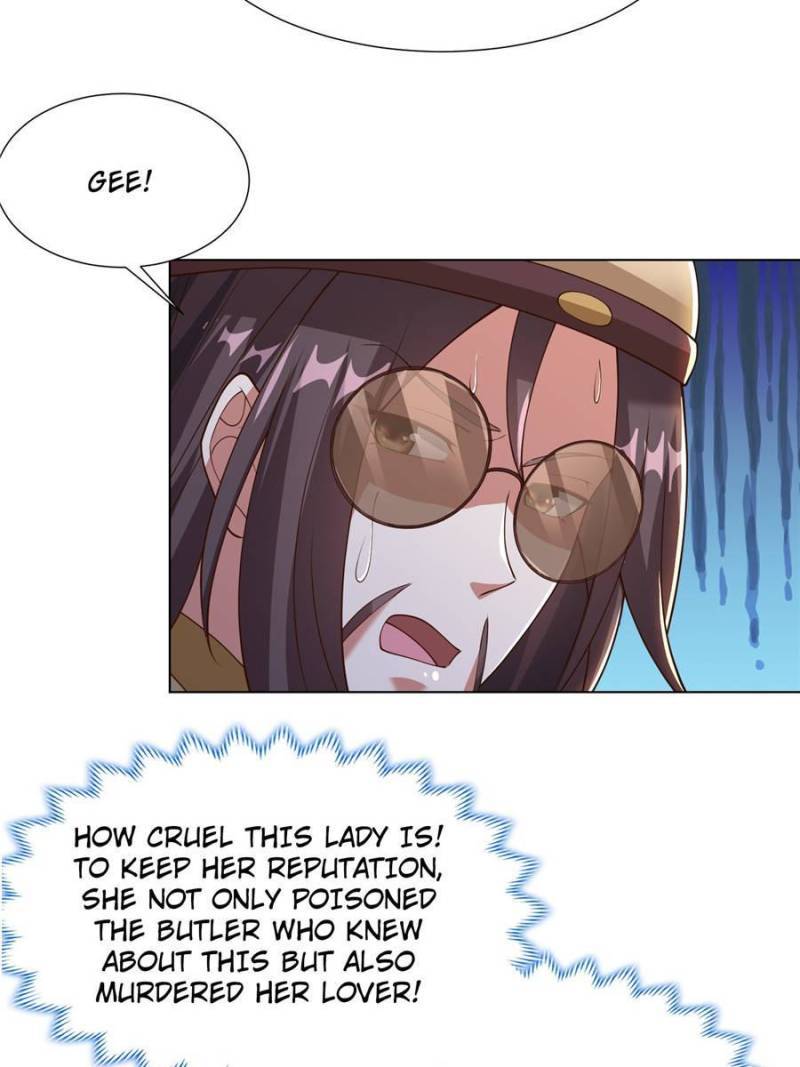 GEE!
HOW CRUEL THIS LADY IS!
TO KEEP HER REPUTATION,
SHE NOT ONLY POISONED
THE BUTLER WHO KNEW
ABOUT THIS BUT ALSO
MURDERED HER LOVER!